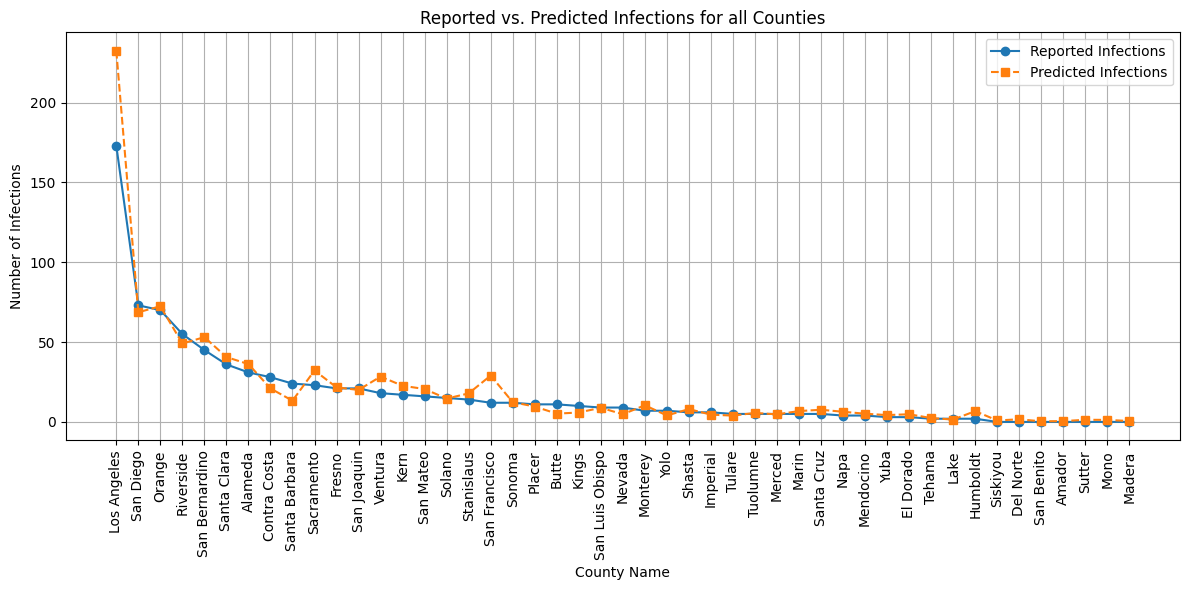 Reported vs. Predicted Infections for all Counties
Reported Infections
Predicted Infections
Number of Infections
200
150
100
50
0
Los Angeles
San Diego
Orange
Riverside
San Bernardino
Santa Clara
Alameda
Contra Costa
Santa Barbara
Sacramento
Fresno
San Joaquin
Ventura
Kern
San Mateo
Solano
Stanislaus
San Francisco
Sonoma
Placer
Butte
Kings
San Luis Obispo
Nevada
Monterey
Yolo
Shasta
Imperial
Tulare
Tuolumne
Merced
Marin
Santa Cruz
Napa
Mendocino
Yuba
El Dorado
Tehama
Lake
Humboldt
Siskiyou
Del Norte
San Benito
Amador
Sutter
Mono
Madera
County Name